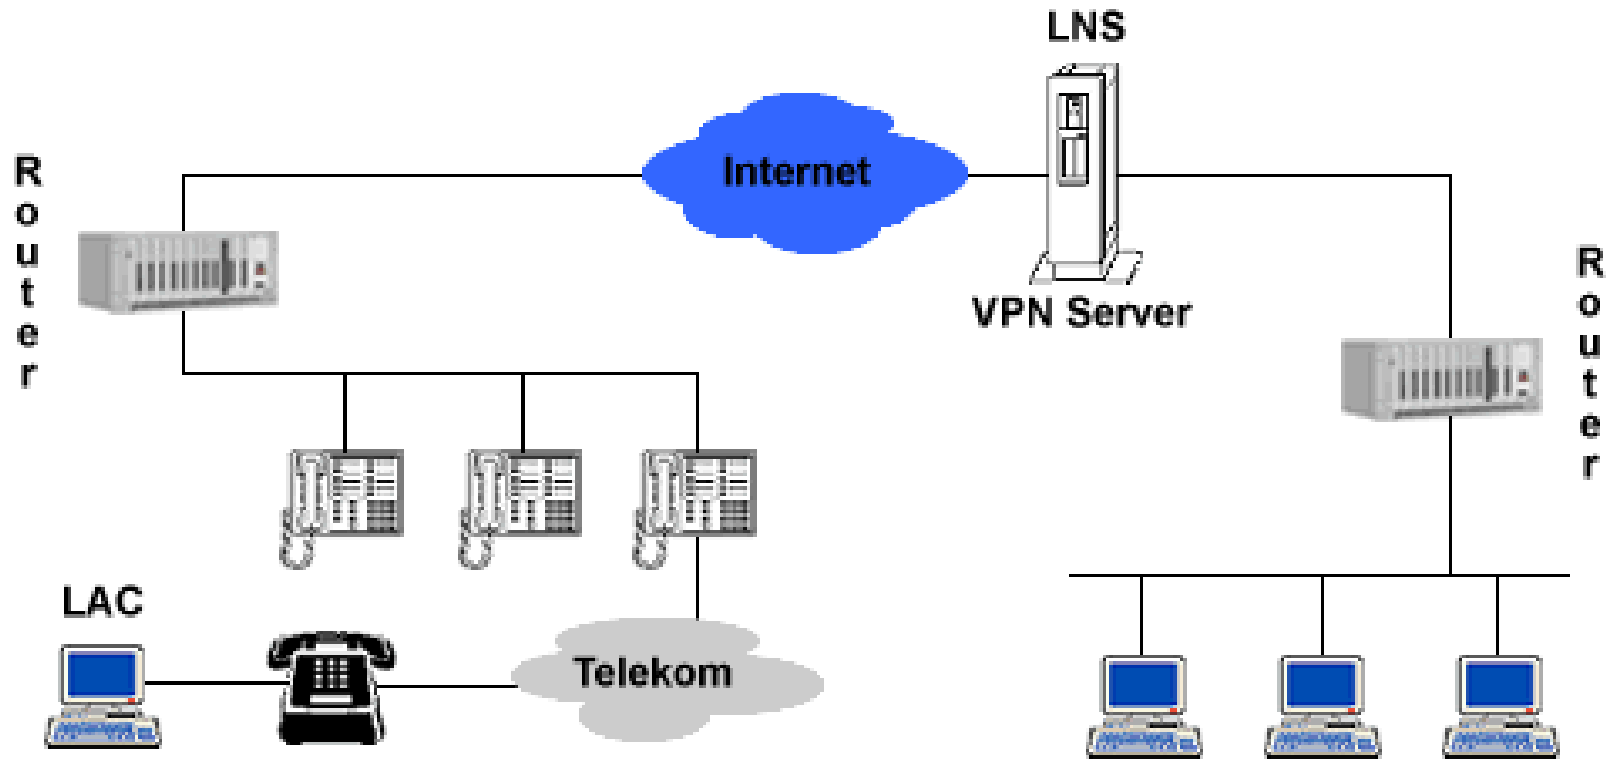 LNS
Internet
Router
VPN Server
Router
LAC
Telekom